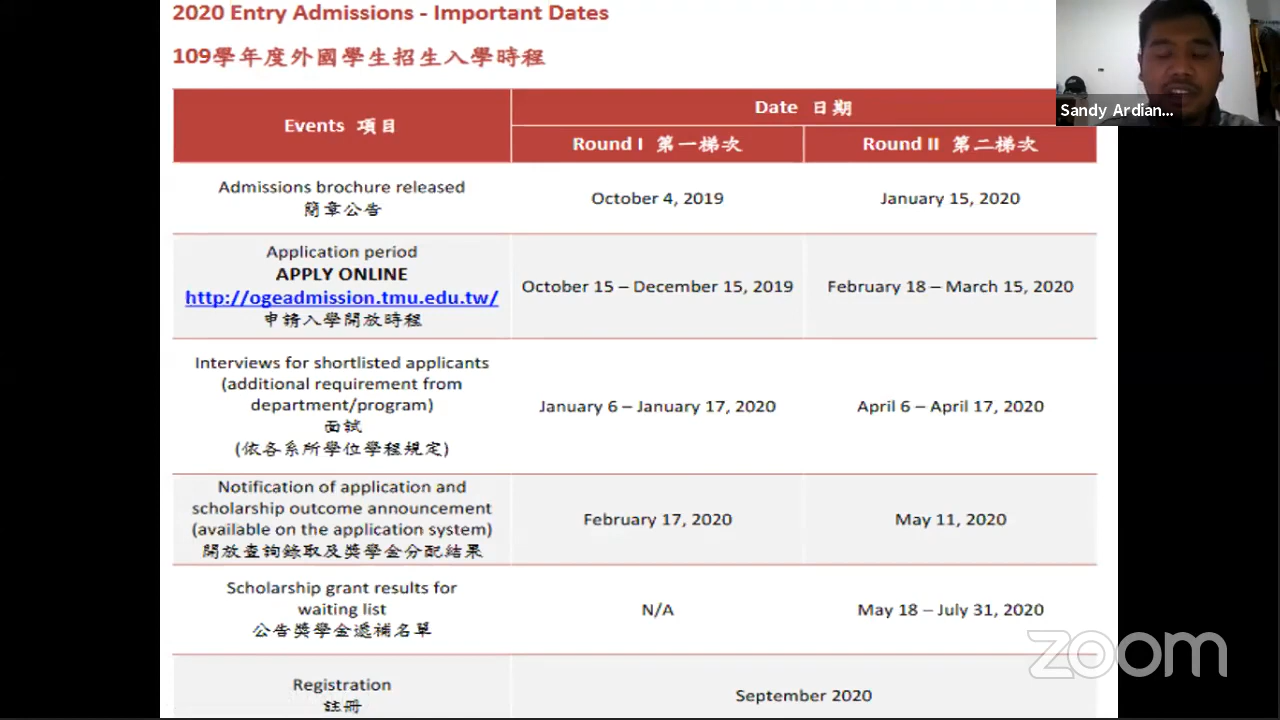 2020 Entry Admissions - Important Dates
109學年度外國學生招生入學時程
Events 項目
Date 日期
Round I 第一梯次
Round II 第二梯次
Admissions brochure released
簡章公告
October 4, 2019
January 15, 2020
Application period
APPLY ONLINE
http://ogeadmission.tmu.edu.tw/
申請入學開放時程
October 15 – December 15, 2019
February 18 – March 15, 2020
Interviews for shortlisted applicants
(additional requirement from
department/program)
面試
(依各系所學位學程規定)
January 6 – January 17, 2020
April 6 – April 17, 2020
Notification of application and
scholarship outcome announcement
(available on the application system)
開放查詢錄取及獎學金分配結果
February 17, 2020
May 11, 2020
Scholarship grant results for
waiting list
公告獎學金遞補名單
N/A
May 18 – July 31, 2020
Registration
註冊
September 2020
Sandy Ardian...
zoom